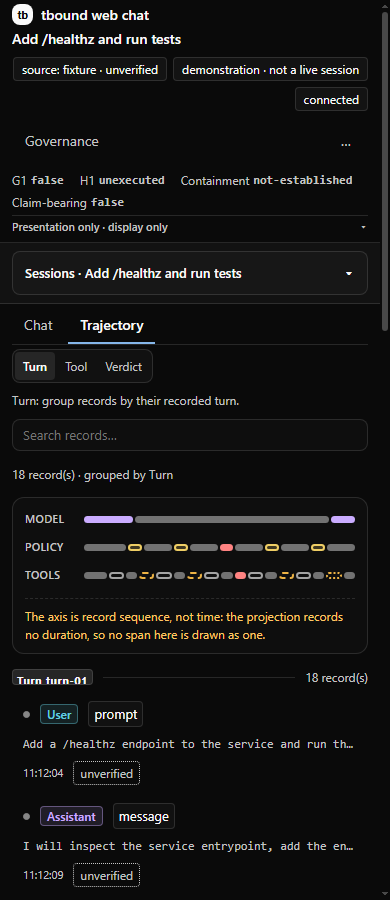 tb tbound web chat
Add /healthz and run tests
source: fixture · unverified demonstration · not a live session
connected
Governance ...
G1 false H1 unexecuted Containment not-established
Claim-bearing false
Presentation only · display only
Sessions · Add /healthz and run tests
Chat Trajectory
Turn Tool Verdict
Turn: group records by their recorded turn.
Search records...
18 record(s) · grouped by Turn
MODEL
POLICY
TOOLS
The axis is record sequence, not time: the projection records
no duration, so no span here is drawn as one.
Turn turn-01 18 record(s)
User prompt
Add a /healthz endpoint to the service and run th…
11:12:04 unverified
Assistant message
I will inspect the service entrypoint, add the en…
11:12:09 unverified